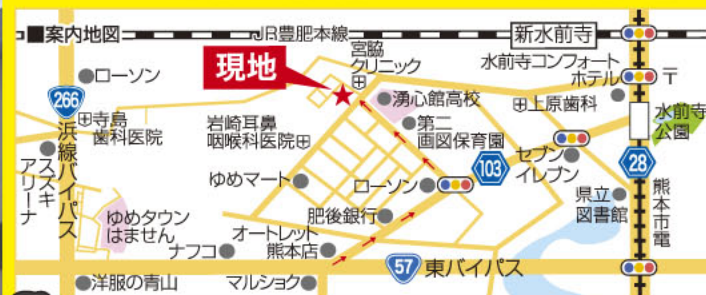 ■案内地図
JR豊肥本線
新水前寺
ローソン
現地
宮脇
クリニック
水前寺コンフォート
ホテル
〒
266
寺島
歯科医院
湧心館高校
上原歯科
水前寺
公園
浜線バイパス
スズキ
アリーナ
岩崎耳鼻
咽喉科医院
第二
画図保育園
103
セブン
イレブン
28
ゆめマート
ローソン
県立
図書館
熊本市電
ゆめタウン
はません
肥後銀行
ナフコ
オートレット
熊本店
57
東バイパス
洋服の青山
マルショク